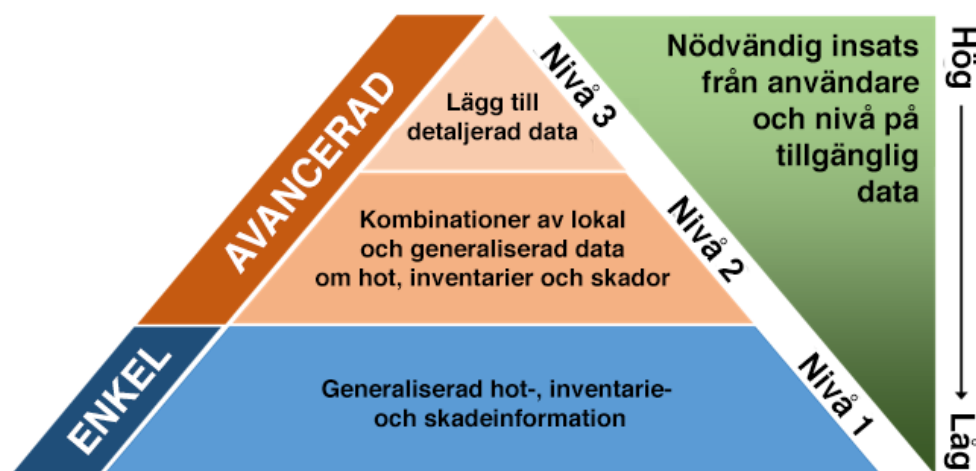 AVANCERAD
ENKEL
Lägg till
detaljerad data
Kombinationer av lokal
och generaliserad data
om hot, inventarier och skador
Generaliserad hot-, inventarie-
och skadeinformation
Nivå 3
Nivå 2
Nivå 1
Nödvändig insats
från användare
och nivå på
tillgänglig
data
Hög
Låg